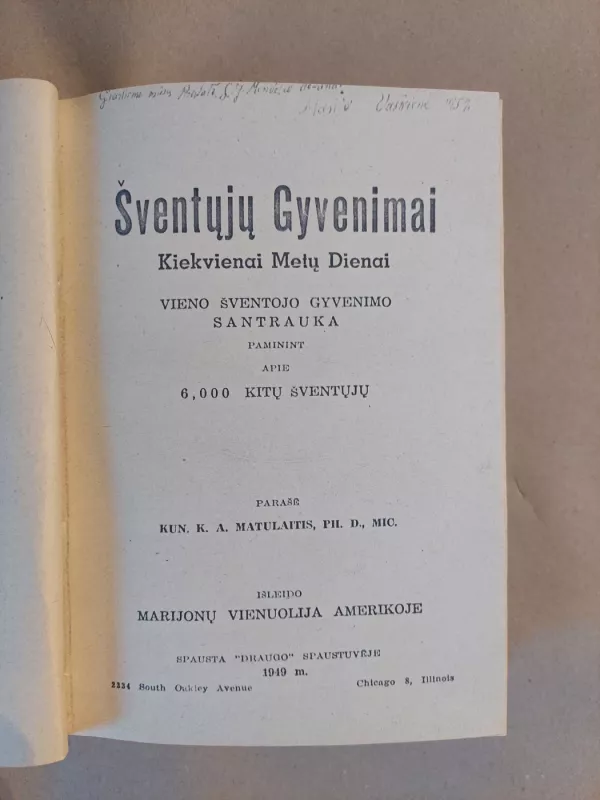 Šventųjų Gyvenimai
Kiekvienai Metų Dienai
VIENO ŠVENTOJO GYVENIMO
SANTRAUKA
PAMININT
APIE
6,000 KITŲ ŠVENTŲJŲ
PARAŠĖ
KUN. K. A. MATULAITIS, PH. D., MIC.
IŠLEIDO
MARIJONŲ VIENUOLIJA AMERIKOJE
SPAUSTA "DRAUGO" SPAUSTUVĖJE
1949 m.
2334 South Oakley Avenue Chicago 8, Illinois